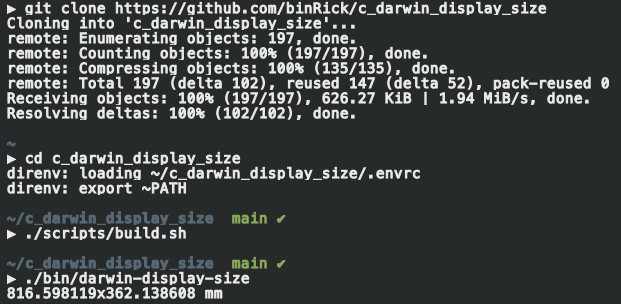 ▶ git clone https://github.com/binRick/c_darwin_display_size
Cloning into 'c_darwin_display_size'...
remote: Enumerating objects: 197, done.
remote: Counting objects: 100% (197/197), done.
remote: Compressing objects: 100% (135/135), done.
remote: Total 197 (delta 102), reused 147 (delta 52), pack-reused 0
Receiving objects: 100% (197/197), 626.27 KiB | 1.94 MiB/s, done.
Resolving deltas: 100% (102/102), done.
~
▶ cd c_darwin_display_size
direnv: loading ~/c_darwin_display_size/.envrc
direnv: export ~PATH
~/c_darwin_display_size main ✔
▶ ./scripts/build.sh
~/c_darwin_display_size main ✔
▶ ./bin/darwin-display-size
816.598119x362.138608 mm